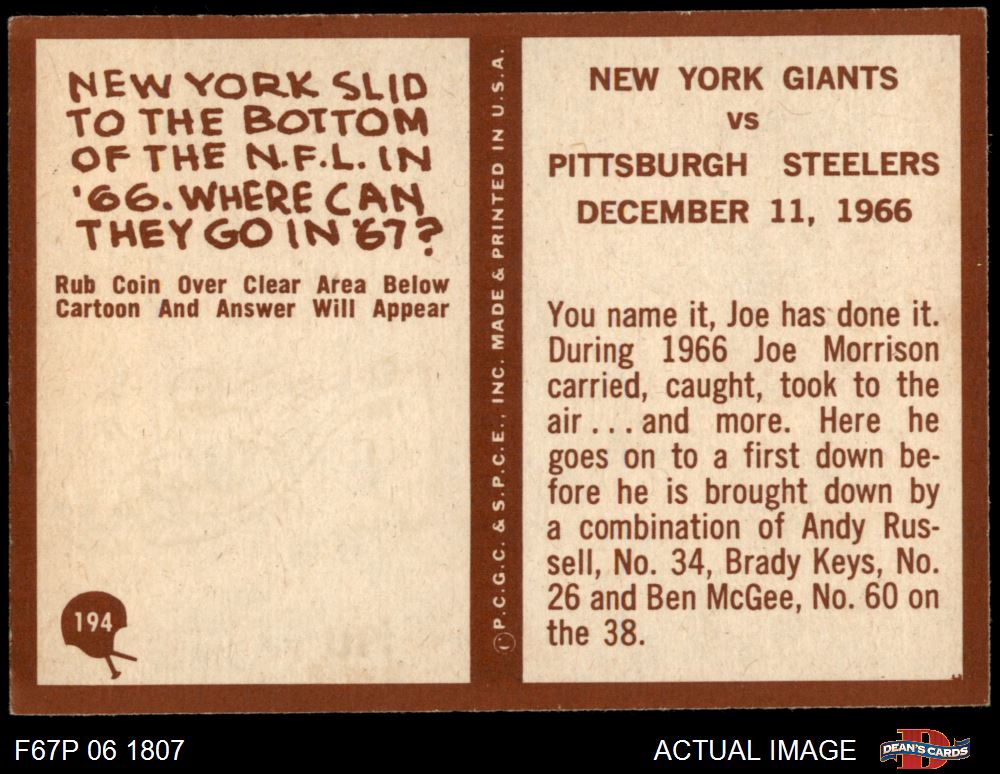 NEW YORK SLID
TO THE BOTTOM
OF THE N.F.L. IN
'66. WHERE CAN
THEY GO IN '67?
Rub Coin Over Clear Area Below
Cartoon And Answer Will Appear
194
© P.C.G.C. & S.P.C.E., INC. MADE & PRINTED IN U.S.A.
NEW YORK GIANTS
vs
PITTSBURGH STEELERS
DECEMBER 11, 1966
You name it, Joe has done it.
During 1966 Joe Morrison
carried, caught, took to the
air . . . and more. Here he
goes on to a first down be-
fore he is brought down by
a combination of Andy Rus-
sell, No. 34, Brady Keys, No.
26 and Ben McGee, No. 60 on
the 38.
F67P 06 1807
ACTUAL IMAGE
D
DEAN'S CARDS